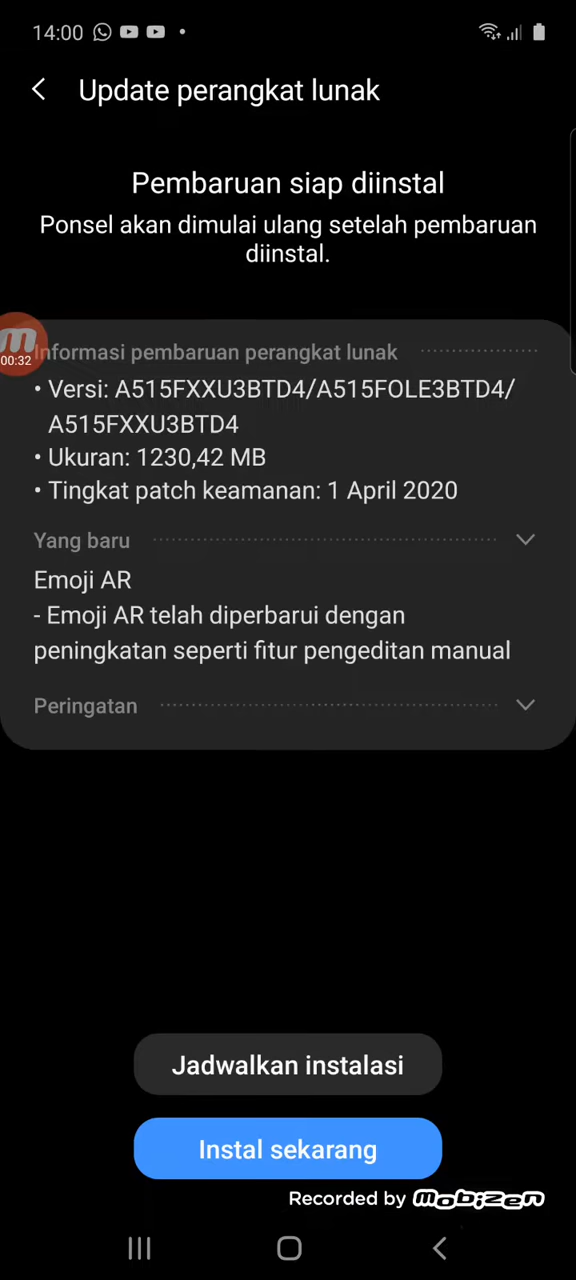 14:00
Update perangkat lunak
Pembaruan siap diinstal
Ponsel akan dimulai ulang setelah pembaruan
diinstal.
00:32
Informasi pembaruan perangkat lunak
• Versi: A515FXXU3BTD4/A515FOLE3BTD4/
A515FXXU3BTD4
• Ukuran: 1230,42 MB
• Tingkat patch keamanan: 1 April 2020
Yang baru
Emoji AR
- Emoji AR telah diperbarui dengan
peningkatan seperti fitur pengeditan manual
Peringatan
Jadwalkan instalasi
Instal sekarang
Recorded by mobizen